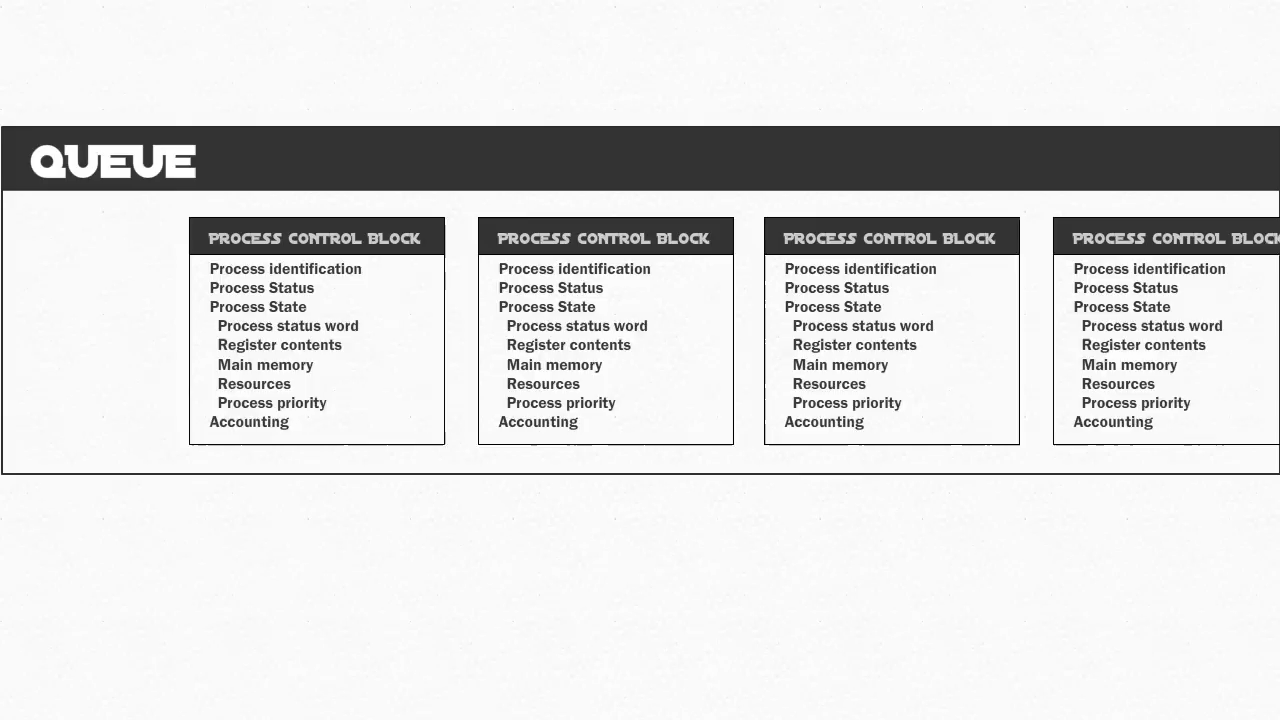 QUEUE
PROCESS CONTROL BLOCK
Process identification
Process Status
Process State
Process status word
Register contents
Main memory
Resources
Process priority
Accounting
PROCESS CONTROL BLOCK
Process identification
Process Status
Process State
Process status word
Register contents
Main memory
Resources
Process priority
Accounting
PROCESS CONTROL BLOCK
Process identification
Process Status
Process State
Process status word
Register contents
Main memory
Resources
Process priority
Accounting
PROCESS CONTROL BLOCK
Process identification
Process Status
Process State
Process status word
Register contents
Main memory
Resources
Process priority
Accounting